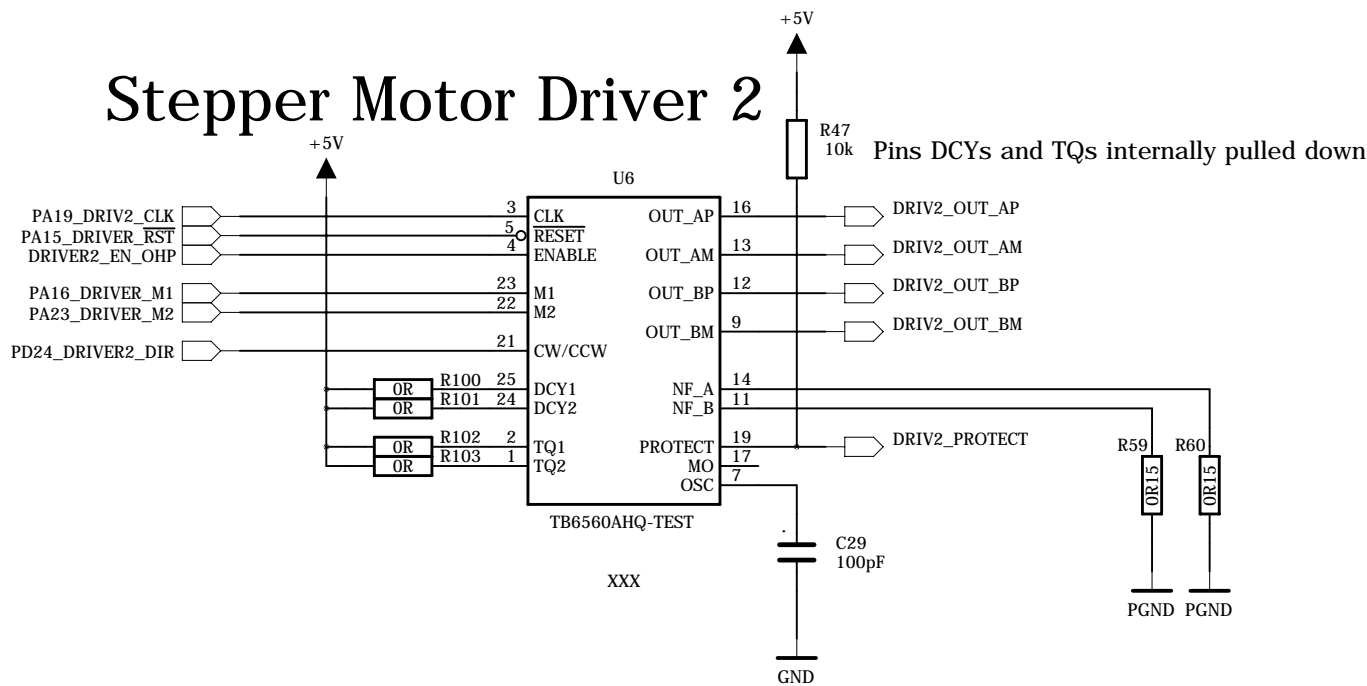 +5V
Stepper Motor Driver 2
+5V
R47
10k
Pins DCYs and TQs internally pulled down
U6
PA19_DRIV2_CLK
3
CLK
OUT_AP
16
DRIV2_OUT_AP
PA15_DRIVER_RST
5
RESET
DRIVER2_EN_OHP
4
ENABLE
OUT_AM
13
DRIV2_OUT_AM
PA16_DRIVER_M1
23
M1
OUT_BP
12
DRIV2_OUT_BP
PA23_DRIVER_M2
22
M2
OUT_BM
9
DRIV2_OUT_BM
PD24_DRIVER2_DIR
21
CW/CCW
0R
R100
25
DCY1
NF_A
14
0R
R101
24
DCY2
NF_B
11
0R
R102
2
TQ1
PROTECT
19
DRIV2_PROTECT
0R
R103
1
TQ2
MO
17
OSC
7
R59
0R15
R60
0R15
TB6560AHQ-TEST
C29
100pF
XXX
PGND
PGND
GND